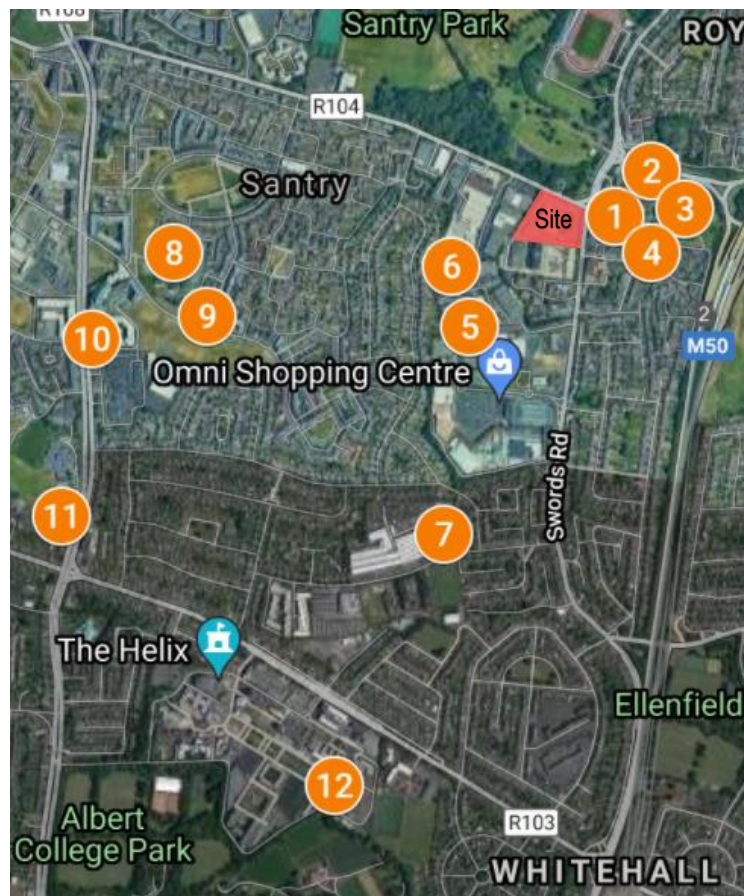 R108
Santry Park
ROY
R104
2
Santry
1
3
Site
8
4
6
9
2
10
5
M50
Omni Shopping Centre
Swords Rd
11
7
The Helix
Ellenfield
12
Albert
College Park
R103
WHITEHALL